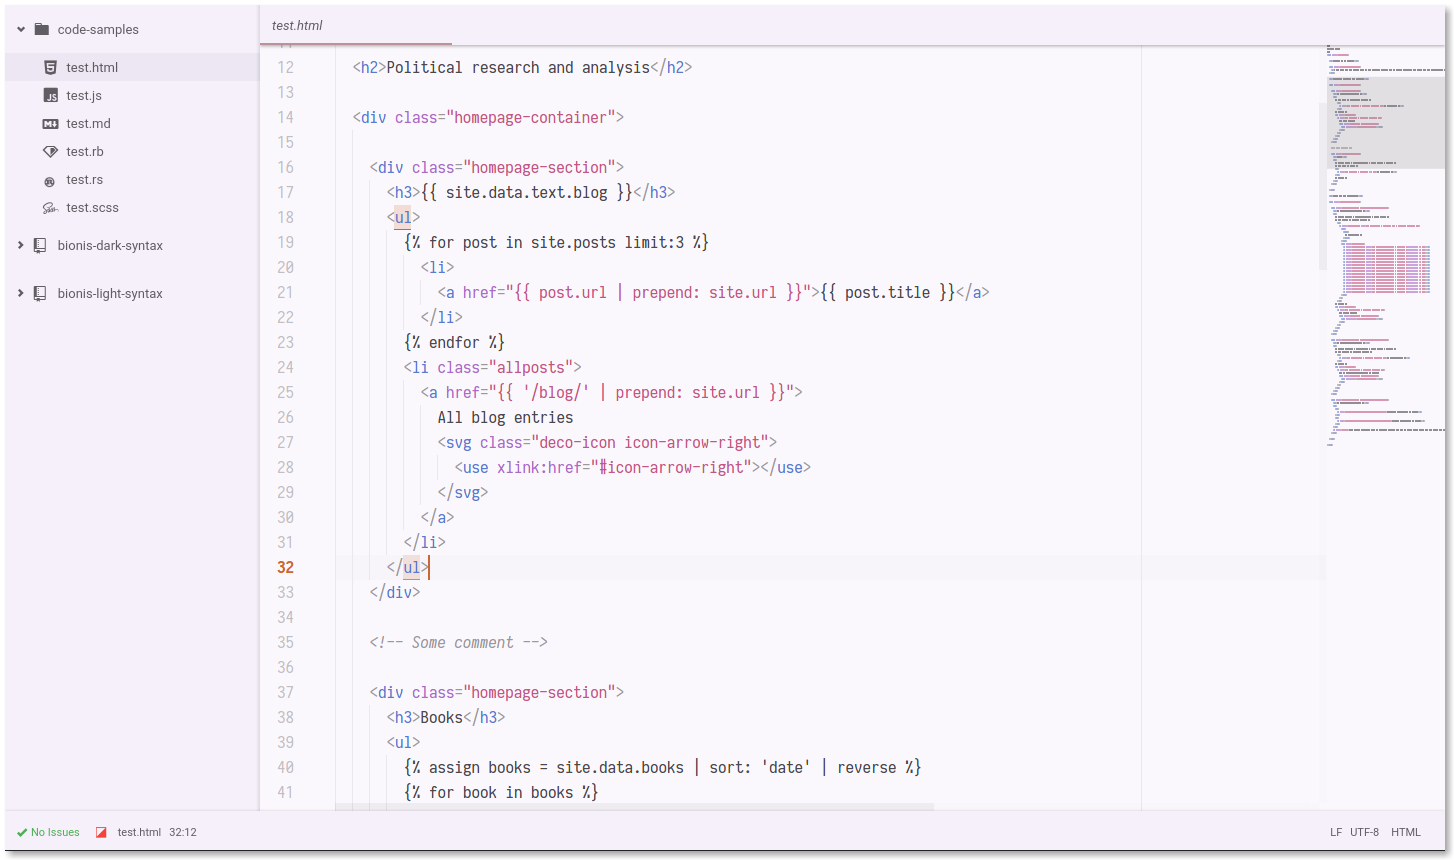 code-samples
test.html
test.js
test.md
test.rb
test.rs
test.scss
bionis-dark-syntax
bionis-light-syntax
test.html
12 <h2>Political research and analysis</h2>
13
14 <div class="homepage-container">
15
16 <div class="homepage-section">
17 <h3>{{ site.data.text.blog }}</h3>
18 <ul>
19 {% for post in site.posts limit:3 %}
20 <li>
21 <a href="{{ post.url | prepend: site.url }}">{{ post.title }}</a>
22 </li>
23 {% endfor %}
24 <li class="allposts">
25 <a href="{{ '/blog/' | prepend: site.url }}">
26 All blog entries
27 <svg class="deco-icon icon-arrow-right">
28 <use xlink:href="#icon-arrow-right"></use>
29 </svg>
30 </a>
31 </li>
32 </ul>
33 </div>
34
35 <!-- Some comment -->
36
37 <div class="homepage-section">
38 <h3>Books</h3>
39 <ul>
40 {% assign books = site.data.books | sort: 'date' | reverse %}
41 {% for book in books %}
No Issues test.html 32:12 LF UTF-8 HTML